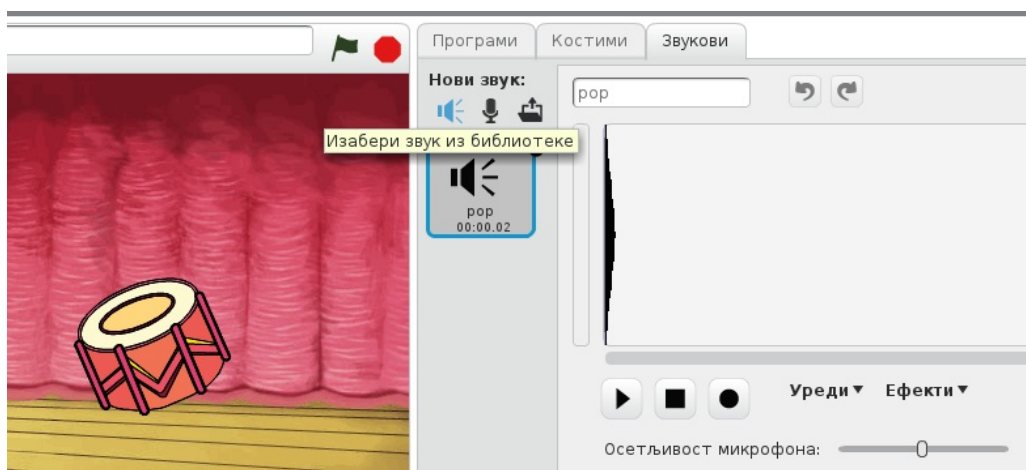 Програми
Костими
Звукови
Нови звук:
pop
Изабери звук из библиотеке
pop
00:00.02
Уреди
Ефекти
Осетљивост микрофона: